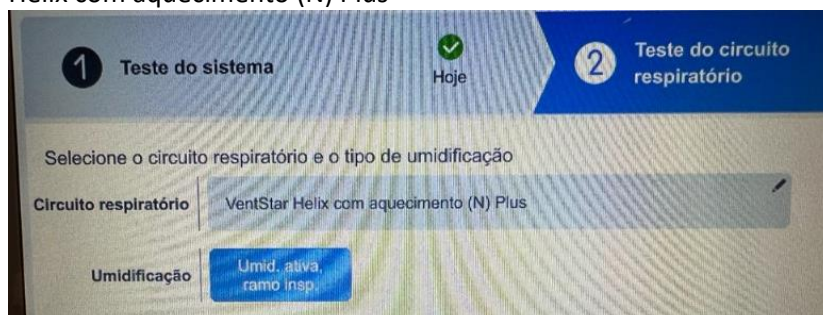 Helix com aquecimento (N) Plus
1 Teste do sistema
Hoje
2 Teste do circuito
respiratório
Selecione o circuito respiratório e o tipo de umidificação
Circuito respiratório VentStar Helix com aquecimento (N) Plus
Umidificação Umid. ativa,
ramo insp.